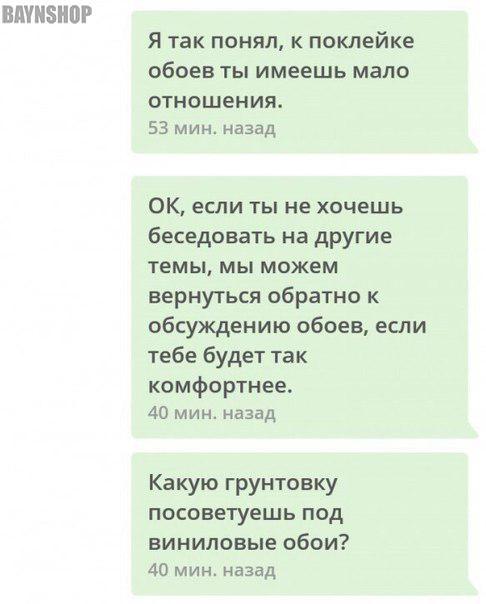 BAYNSHOP
Я так понял, к поклейке
обоев ты имеешь мало
отношения.
53 мин. назад
ОК, если ты не хочешь
беседовать на другие
темы, мы можем
вернуться обратно к
обсуждению обоев, если
тебе будет так
комфортнее.
40 мин. назад
Какую грунтовку
посоветуешь под
виниловые обои?
40 мин. назад